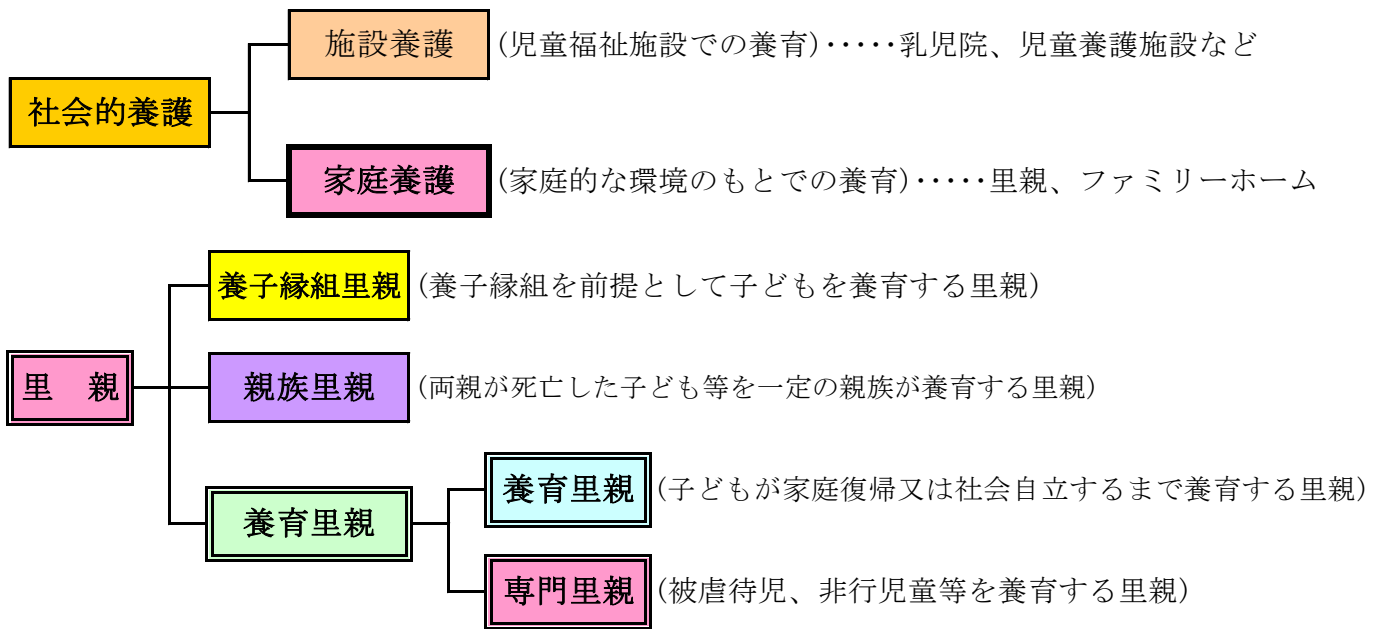 施設養護 (児童福祉施設での養育)・・・・・乳児院、児童養護施設など
社会的養護
家庭養護 (家庭的な環境のもとでの養育)・・・・・里親、ファミリーホーム
養子縁組里親 (養子縁組を前提として子どもを養育する里親)
里　親
親族里親 (両親が死亡した子ども等を一定の親族が養育する里親)
養育里親
養育里親 (子どもが家庭復帰又は社会自立するまで養育する里親)
専門里親 (被虐待児、非行児童等を養育する里親)